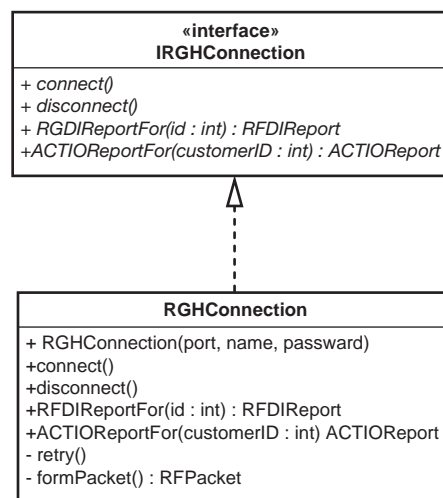 «interface»
IRGHConnection
+ connect()
+ disconnect()
+ RGDIReportFor(id : int) : RFDIReport
+ACTIOReportFor(customerID : int) : ACTIOReport
RGHConnection
+ RGHConnection(port, name, passward)
+connect()
+disconnect()
+RFDIReportFor(id : int) : RFDIReport
+ACTIOReportFor(customerID : int) ACTIOReport
- retry()
- formPacket() : RFPacket